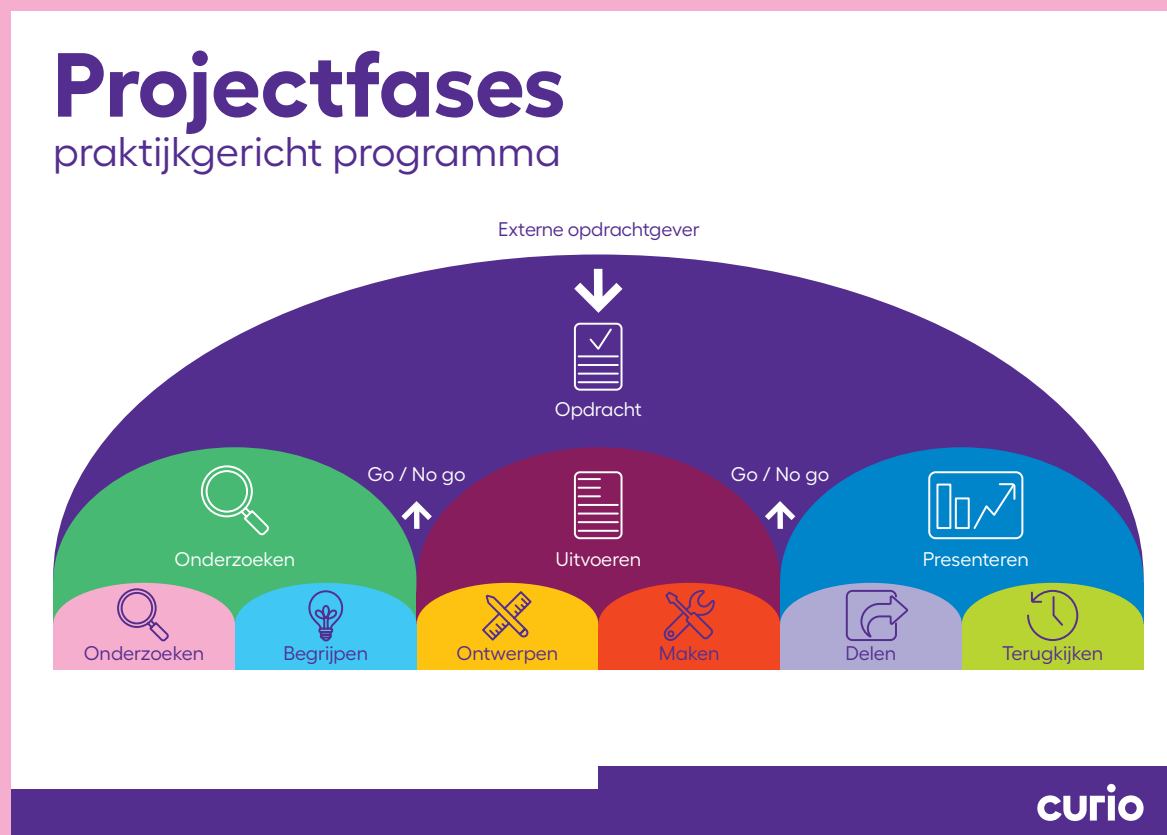 Projectfases
praktijkgericht programma
Externe opdrachtgever
Opdracht
Go / No go
Go / No go
Onderzoeken
Uitvoeren
Presenteren
Onderzoeken
Begrijpen
Ontwerpen
Maken
Delen
Terugkijken
curio